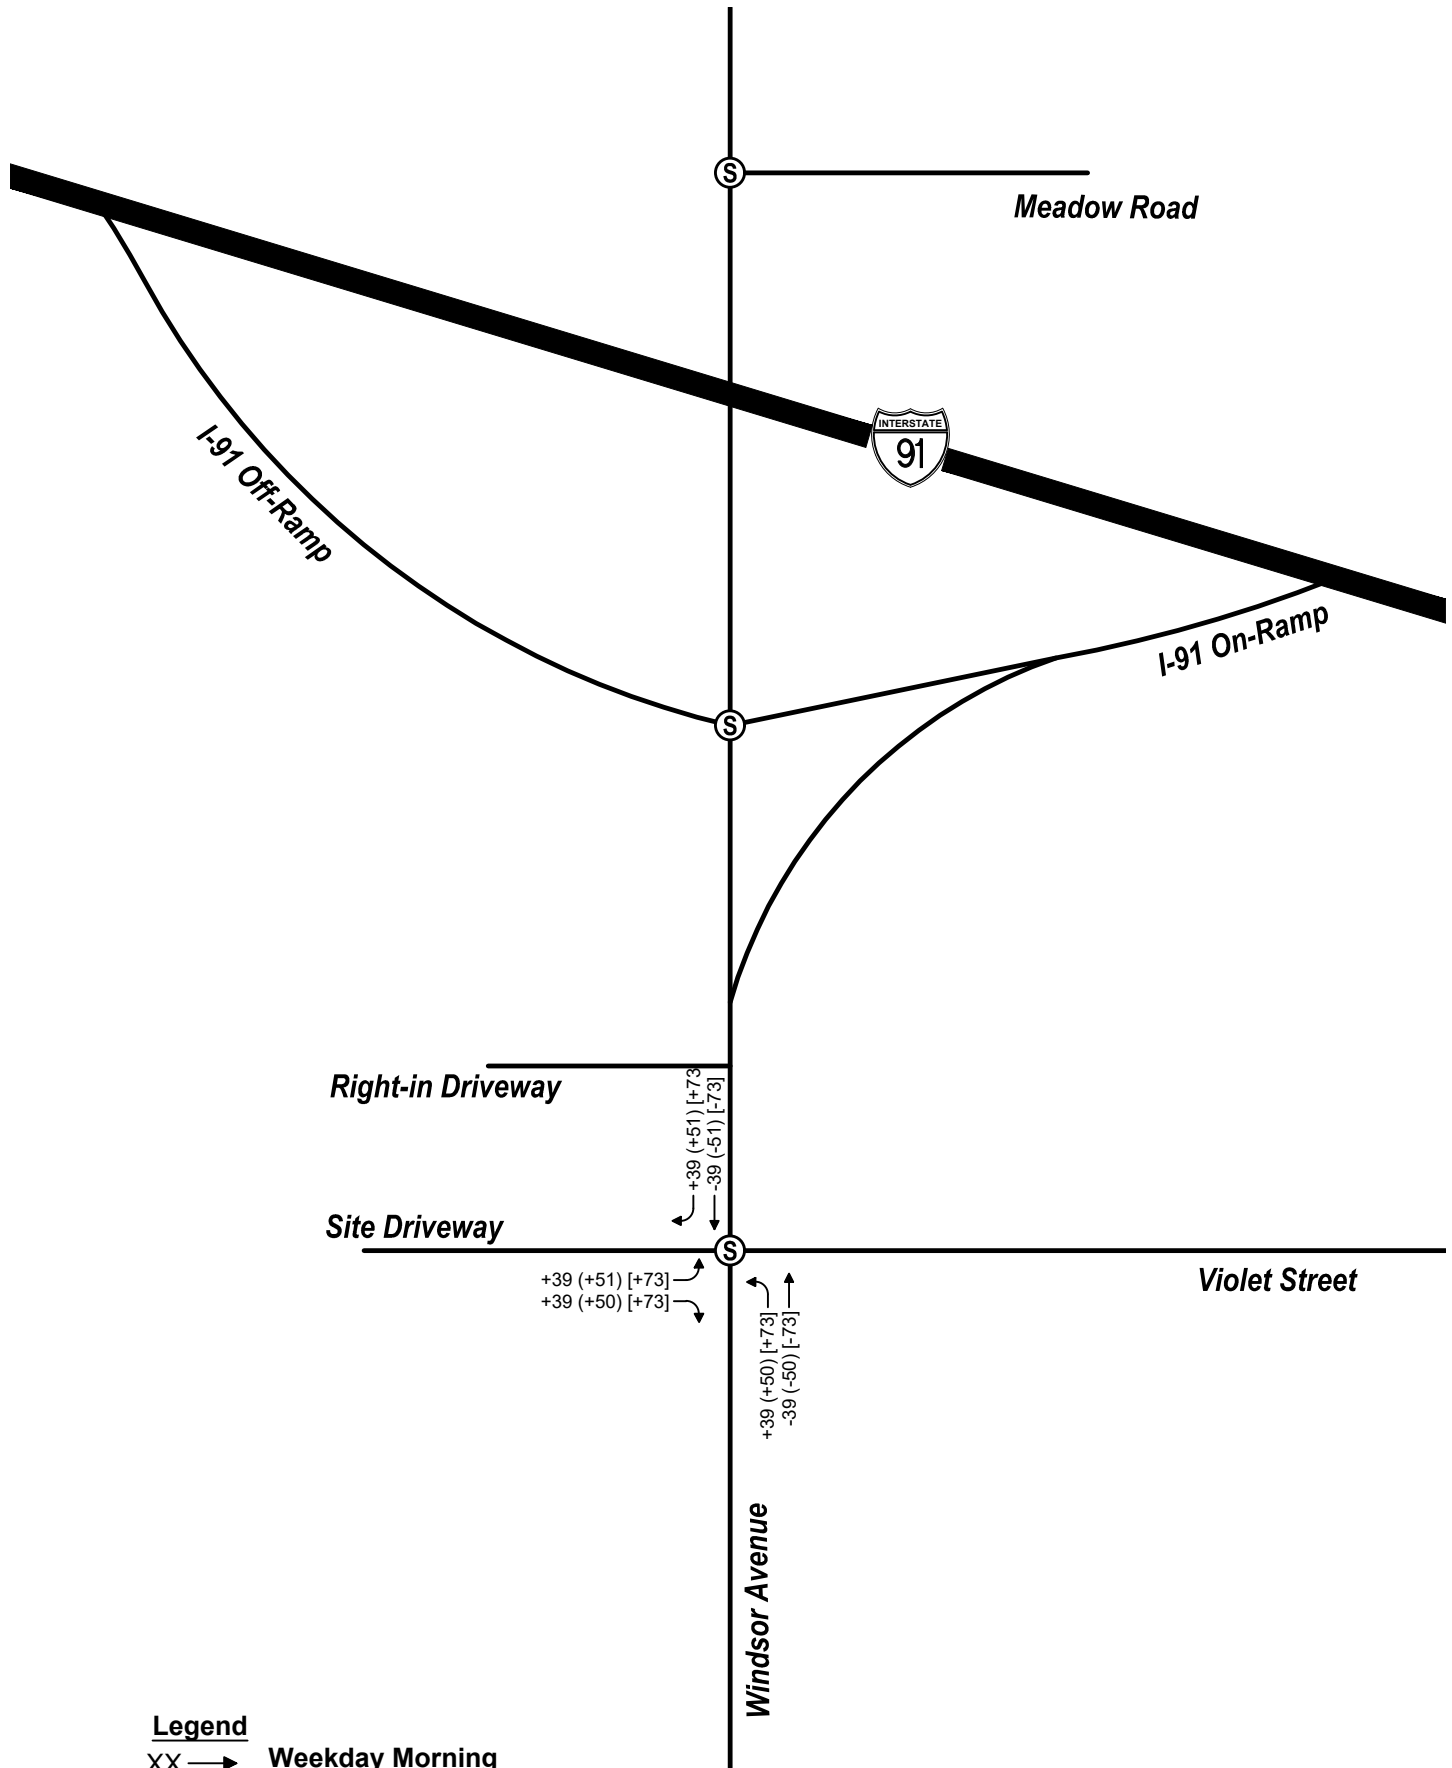 S
Meadow Road
INTERSTATE
91
I-91 Off-Ramp
I-91 On-Ramp
S
Right-in Driveway
+39 (+51) [+73
-39 (-51) [-73]
Site Driveway
S
Violet Street
+39 (+51) [+73]
+39 (+50) [+73]
+39 (+50) [+73]
-39 (-50) [-73]
Windsor Avenue
Legend
XX Weekday Morning